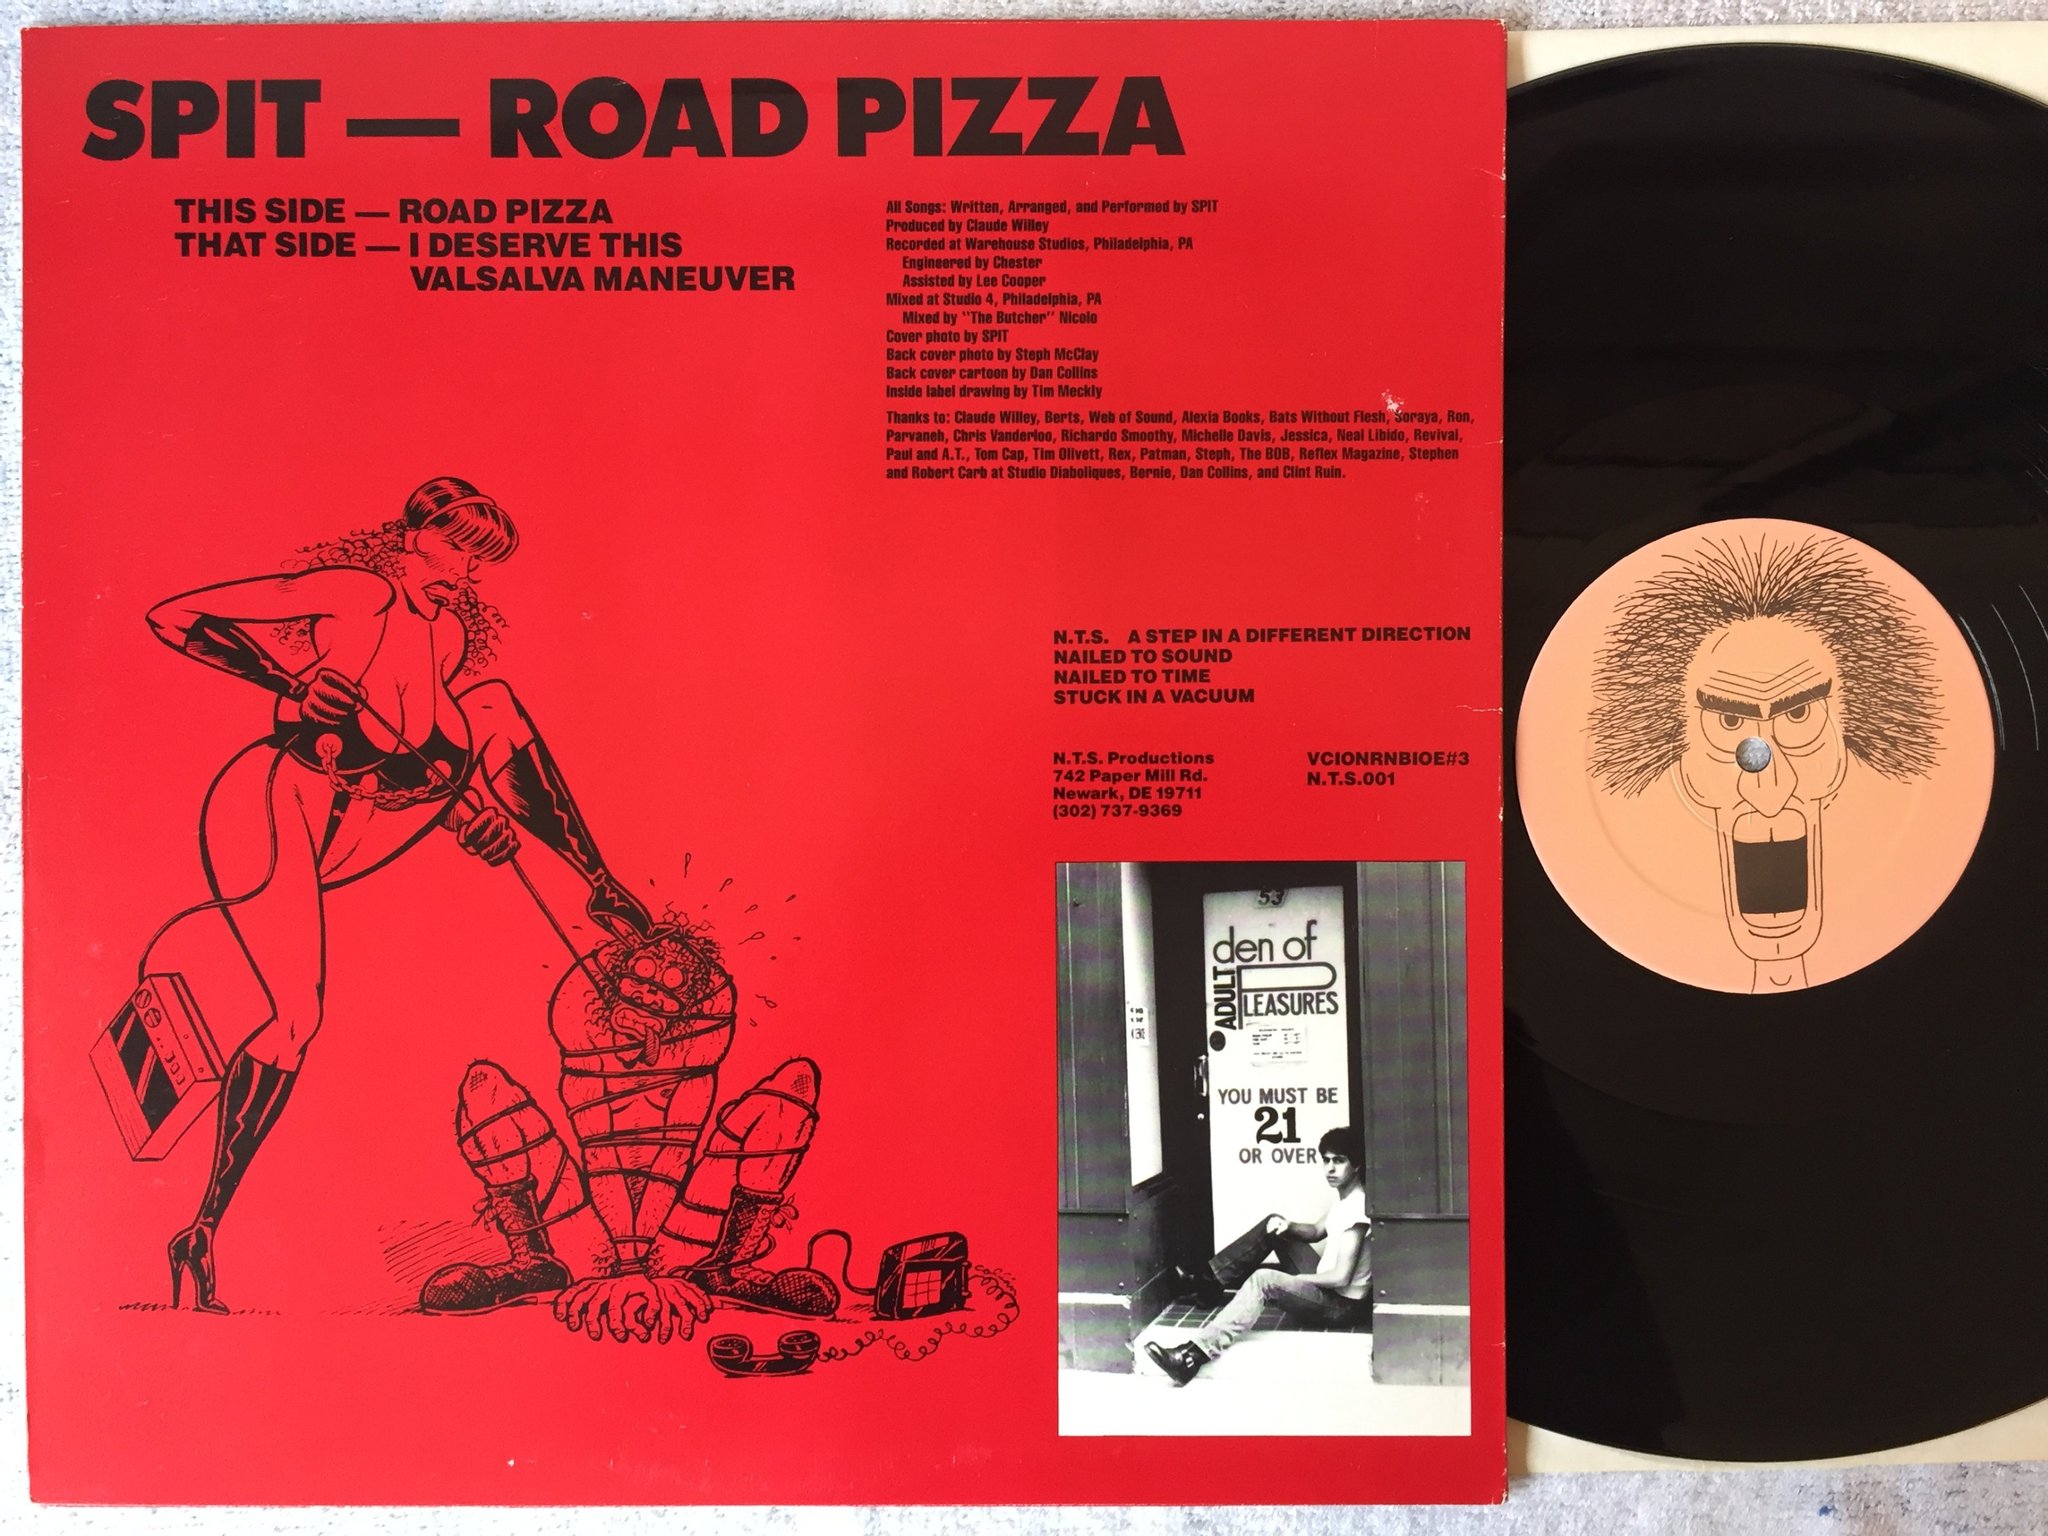 SPIT — ROAD PIZZA
THIS SIDE — ROAD PIZZA
THAT SIDE — I DESERVE THIS
VALSALVA MANEUVER
All Songs: Written, Arranged, and Performed by SPIT
Produced by Claude Willey
Recorded at Warehouse Studios, Philadelphia, PA
Engineered by Chester
Assisted by Lee Cooper
Mixed at Studio 4, Philadelphia, PA
Mixed by "The Butcher" Nicolo
Cover photo by SPIT
Back cover photo by Steph McClay
Back cover cartoon by Dan Collins
Inside label drawing by Tim Meckly
Thanks to: Claude Willey, Berts, Web of Sound, Alexia Books, Bats Without Flesh, Soraya, Ron,
Parvaneh, Chris Vanderloo, Richardo Smoothy, Michelle Davis, Jessica, Neal Libido, Revival,
Paul and A.T., Tom Cap, Tim Olivett, Rex, Patman, Steph, The BOB, Reflex Magazine, Stephen
and Robert Carb at Studio Diaboliques, Bernie, Dan Collins, and Clint Ruin.
N.T.S. A STEP IN A DIFFERENT DIRECTION
NAILED TO SOUND
NAILED TO TIME
STUCK IN A VACUUM
N.T.S. Productions
742 Paper Mill Rd.
Newark, DE 19711
(302) 737-9369
VCIONRNBIOE#3
N.T.S.001
53
den of
ADULT
PLEASURES
YOU MUST BE
21
OR OVER